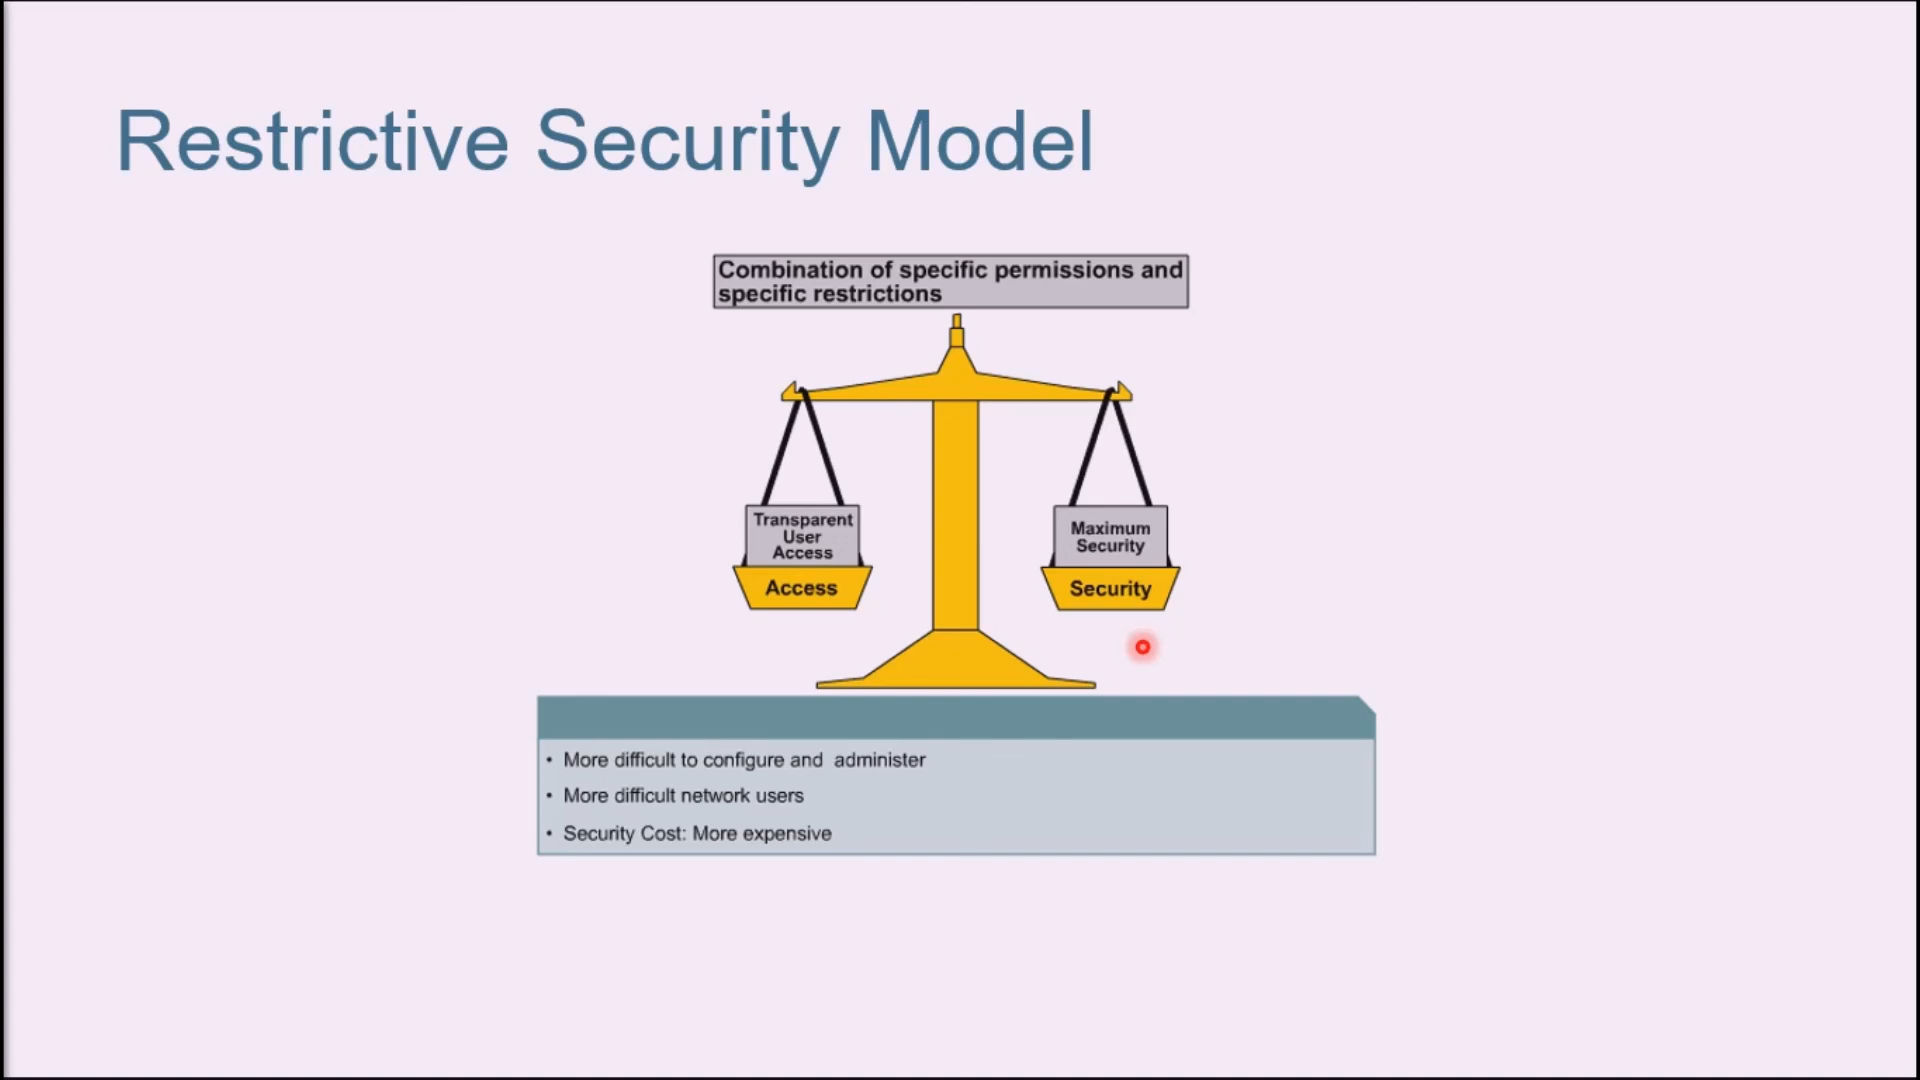 Restrictive Security Model
Combination of specific permissions and
specific restrictions
Transparent
User
Access
Access
Maximum
Security
Security
• More difficult to configure and  administer
• More difficult network users
• Security Cost: More expensive